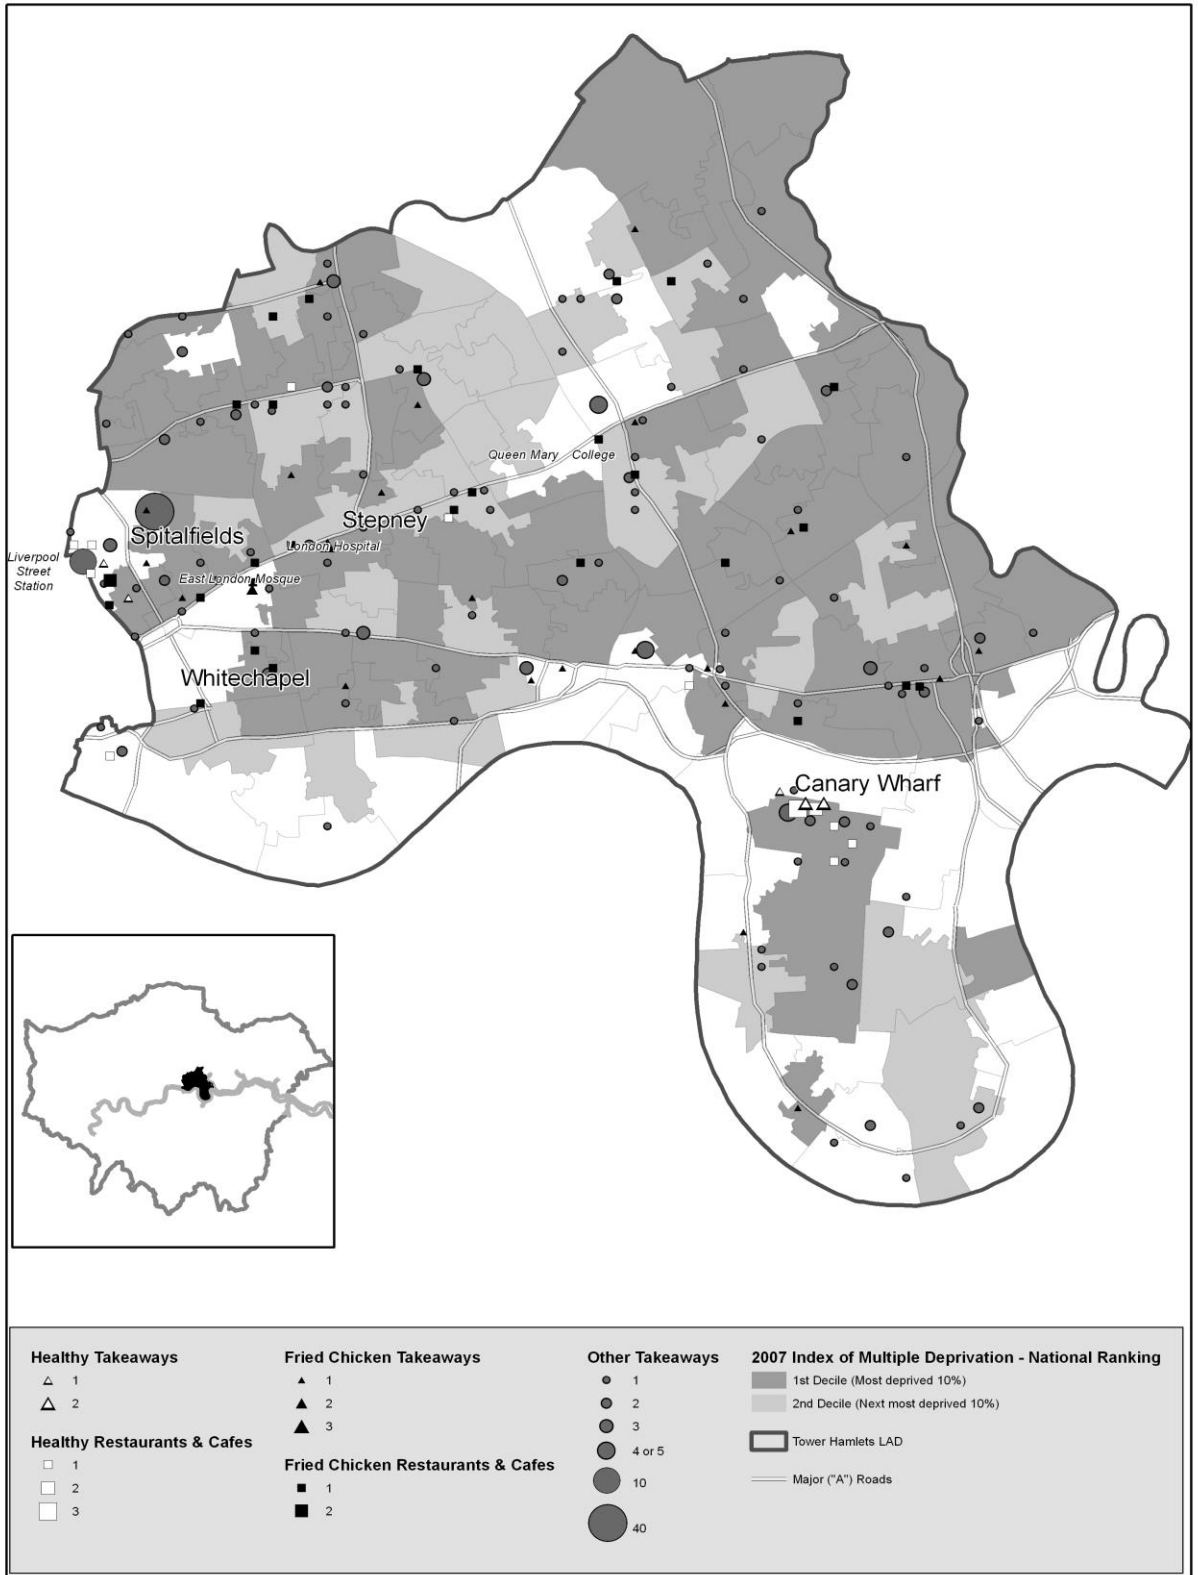 Queen Mary College
Stepney
Spitalfields
London Hospital
Liverpool
Street
Station
East London Mosque
Whitechapel
Canary Wharf
Healthy Takeaways
1
2
Healthy Restaurants & Cafes
1
2
3
Fried Chicken Takeaways
1
2
3
Fried Chicken Restaurants & Cafes
1
2
Other Takeaways
1
2
3
4 or 5
10
40
2007 Index of Multiple Deprivation - National Ranking
1st Decile (Most deprived 10%)
2nd Decile (Next most deprived 10%)
Tower Hamlets LAD
Major ("A") Roads